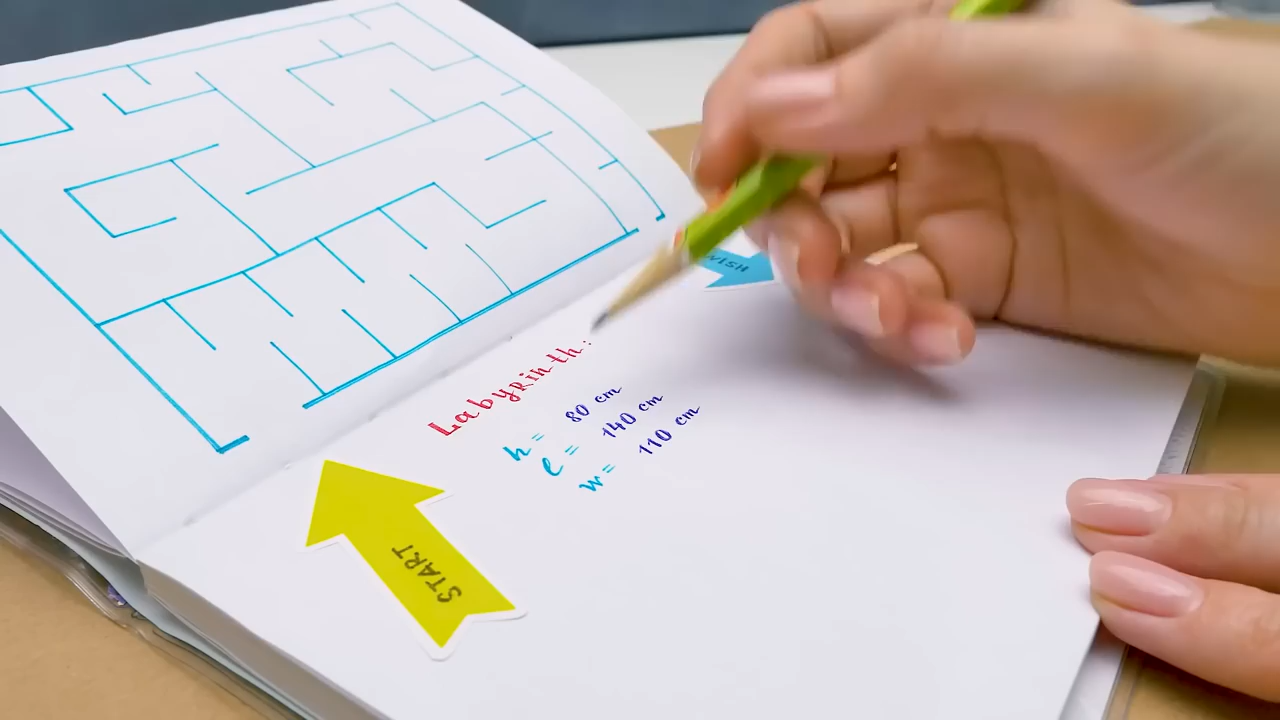 Labyrinth:
h = 80 cm
l = 140 cm
w = 110 cm
START